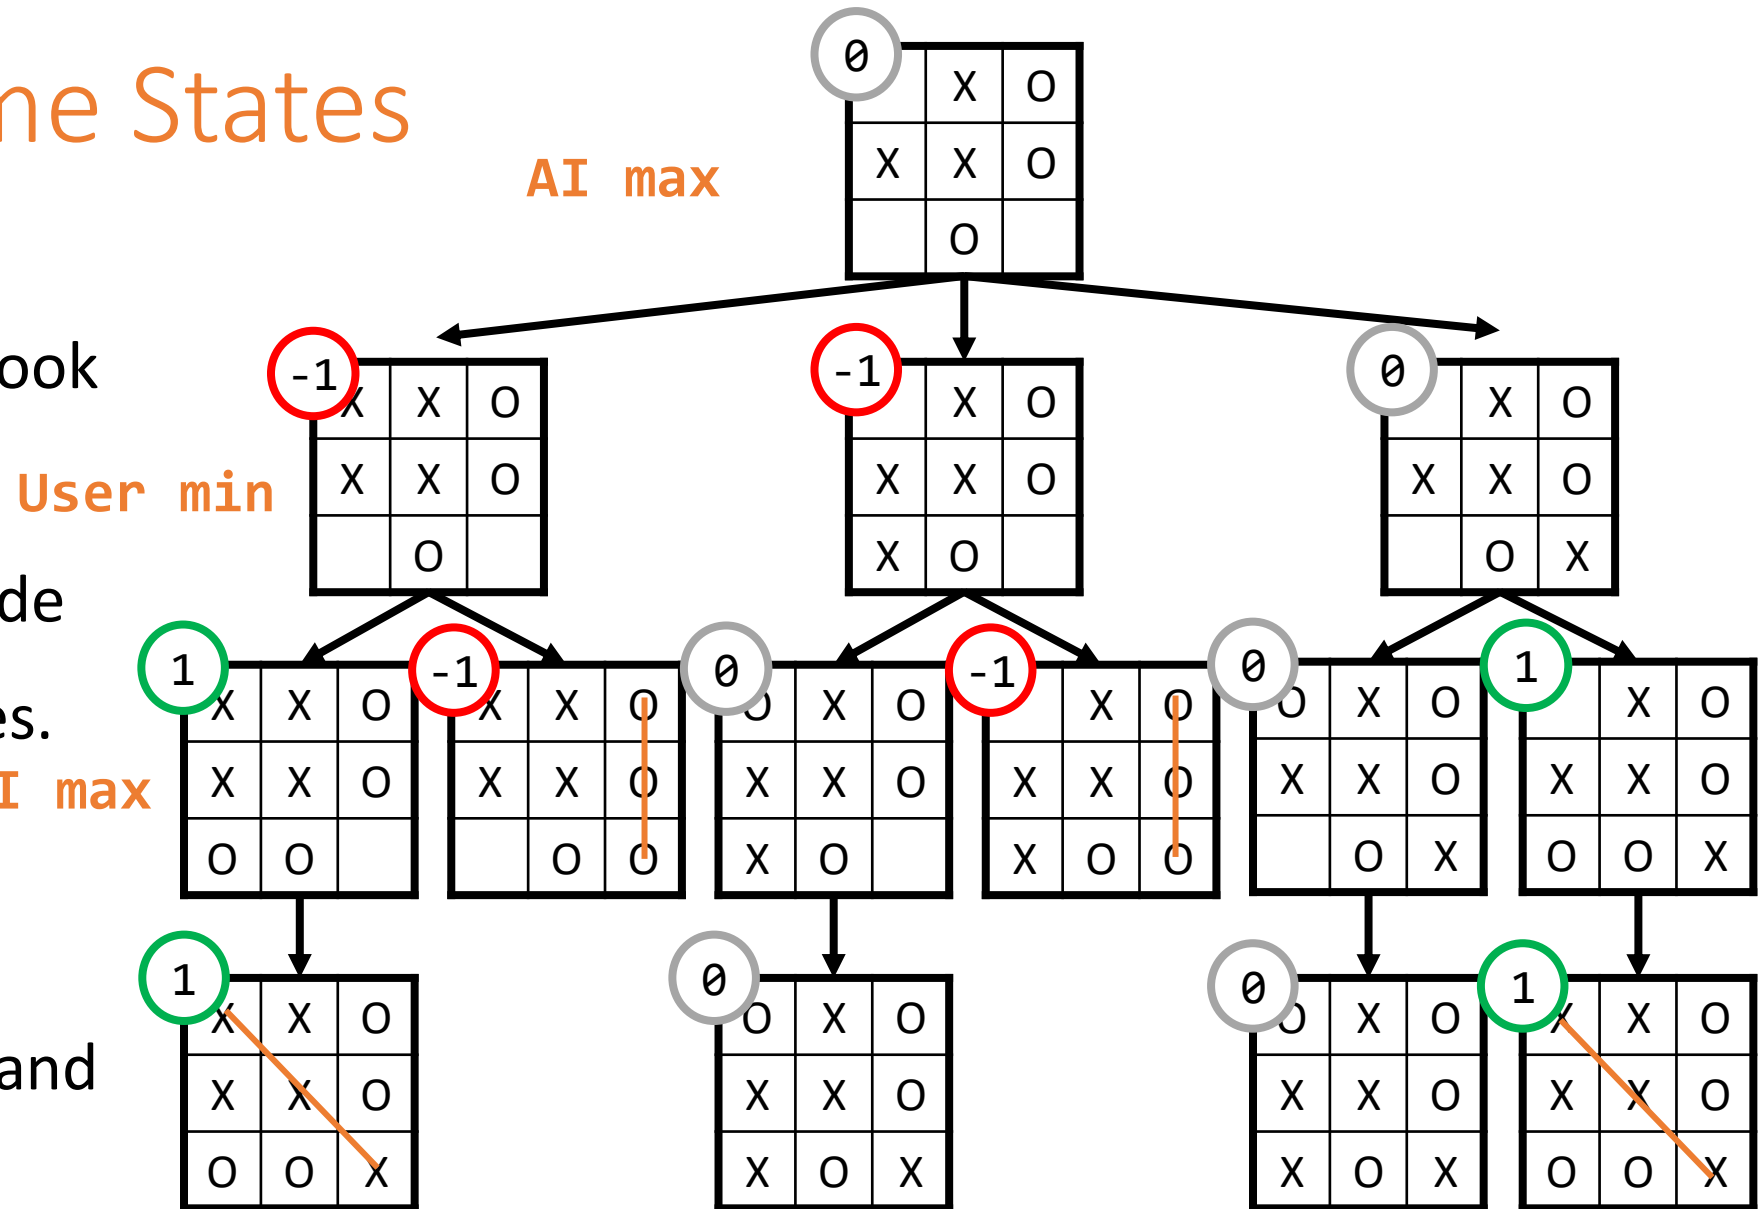 ne States
AI max
0
X O
X X O
O
ook
User min
de
es.
I max
and
-1
X X O
X X O
O
-1
X O
X X O
X O
0
X O
X X O
O X
1
X X O
X X O
O O
-1
X X O
X X O
O O
0
O X O
X X O
X O
-1
X O
X X O
X O O
0
O X O
X X O
O X
1
X O
X X O
O O X
1
X X O
X X O
O O X
0
O X O
X X O
X O X
0
O X O
X X O
X O X
1
X X O
X X O
O O X